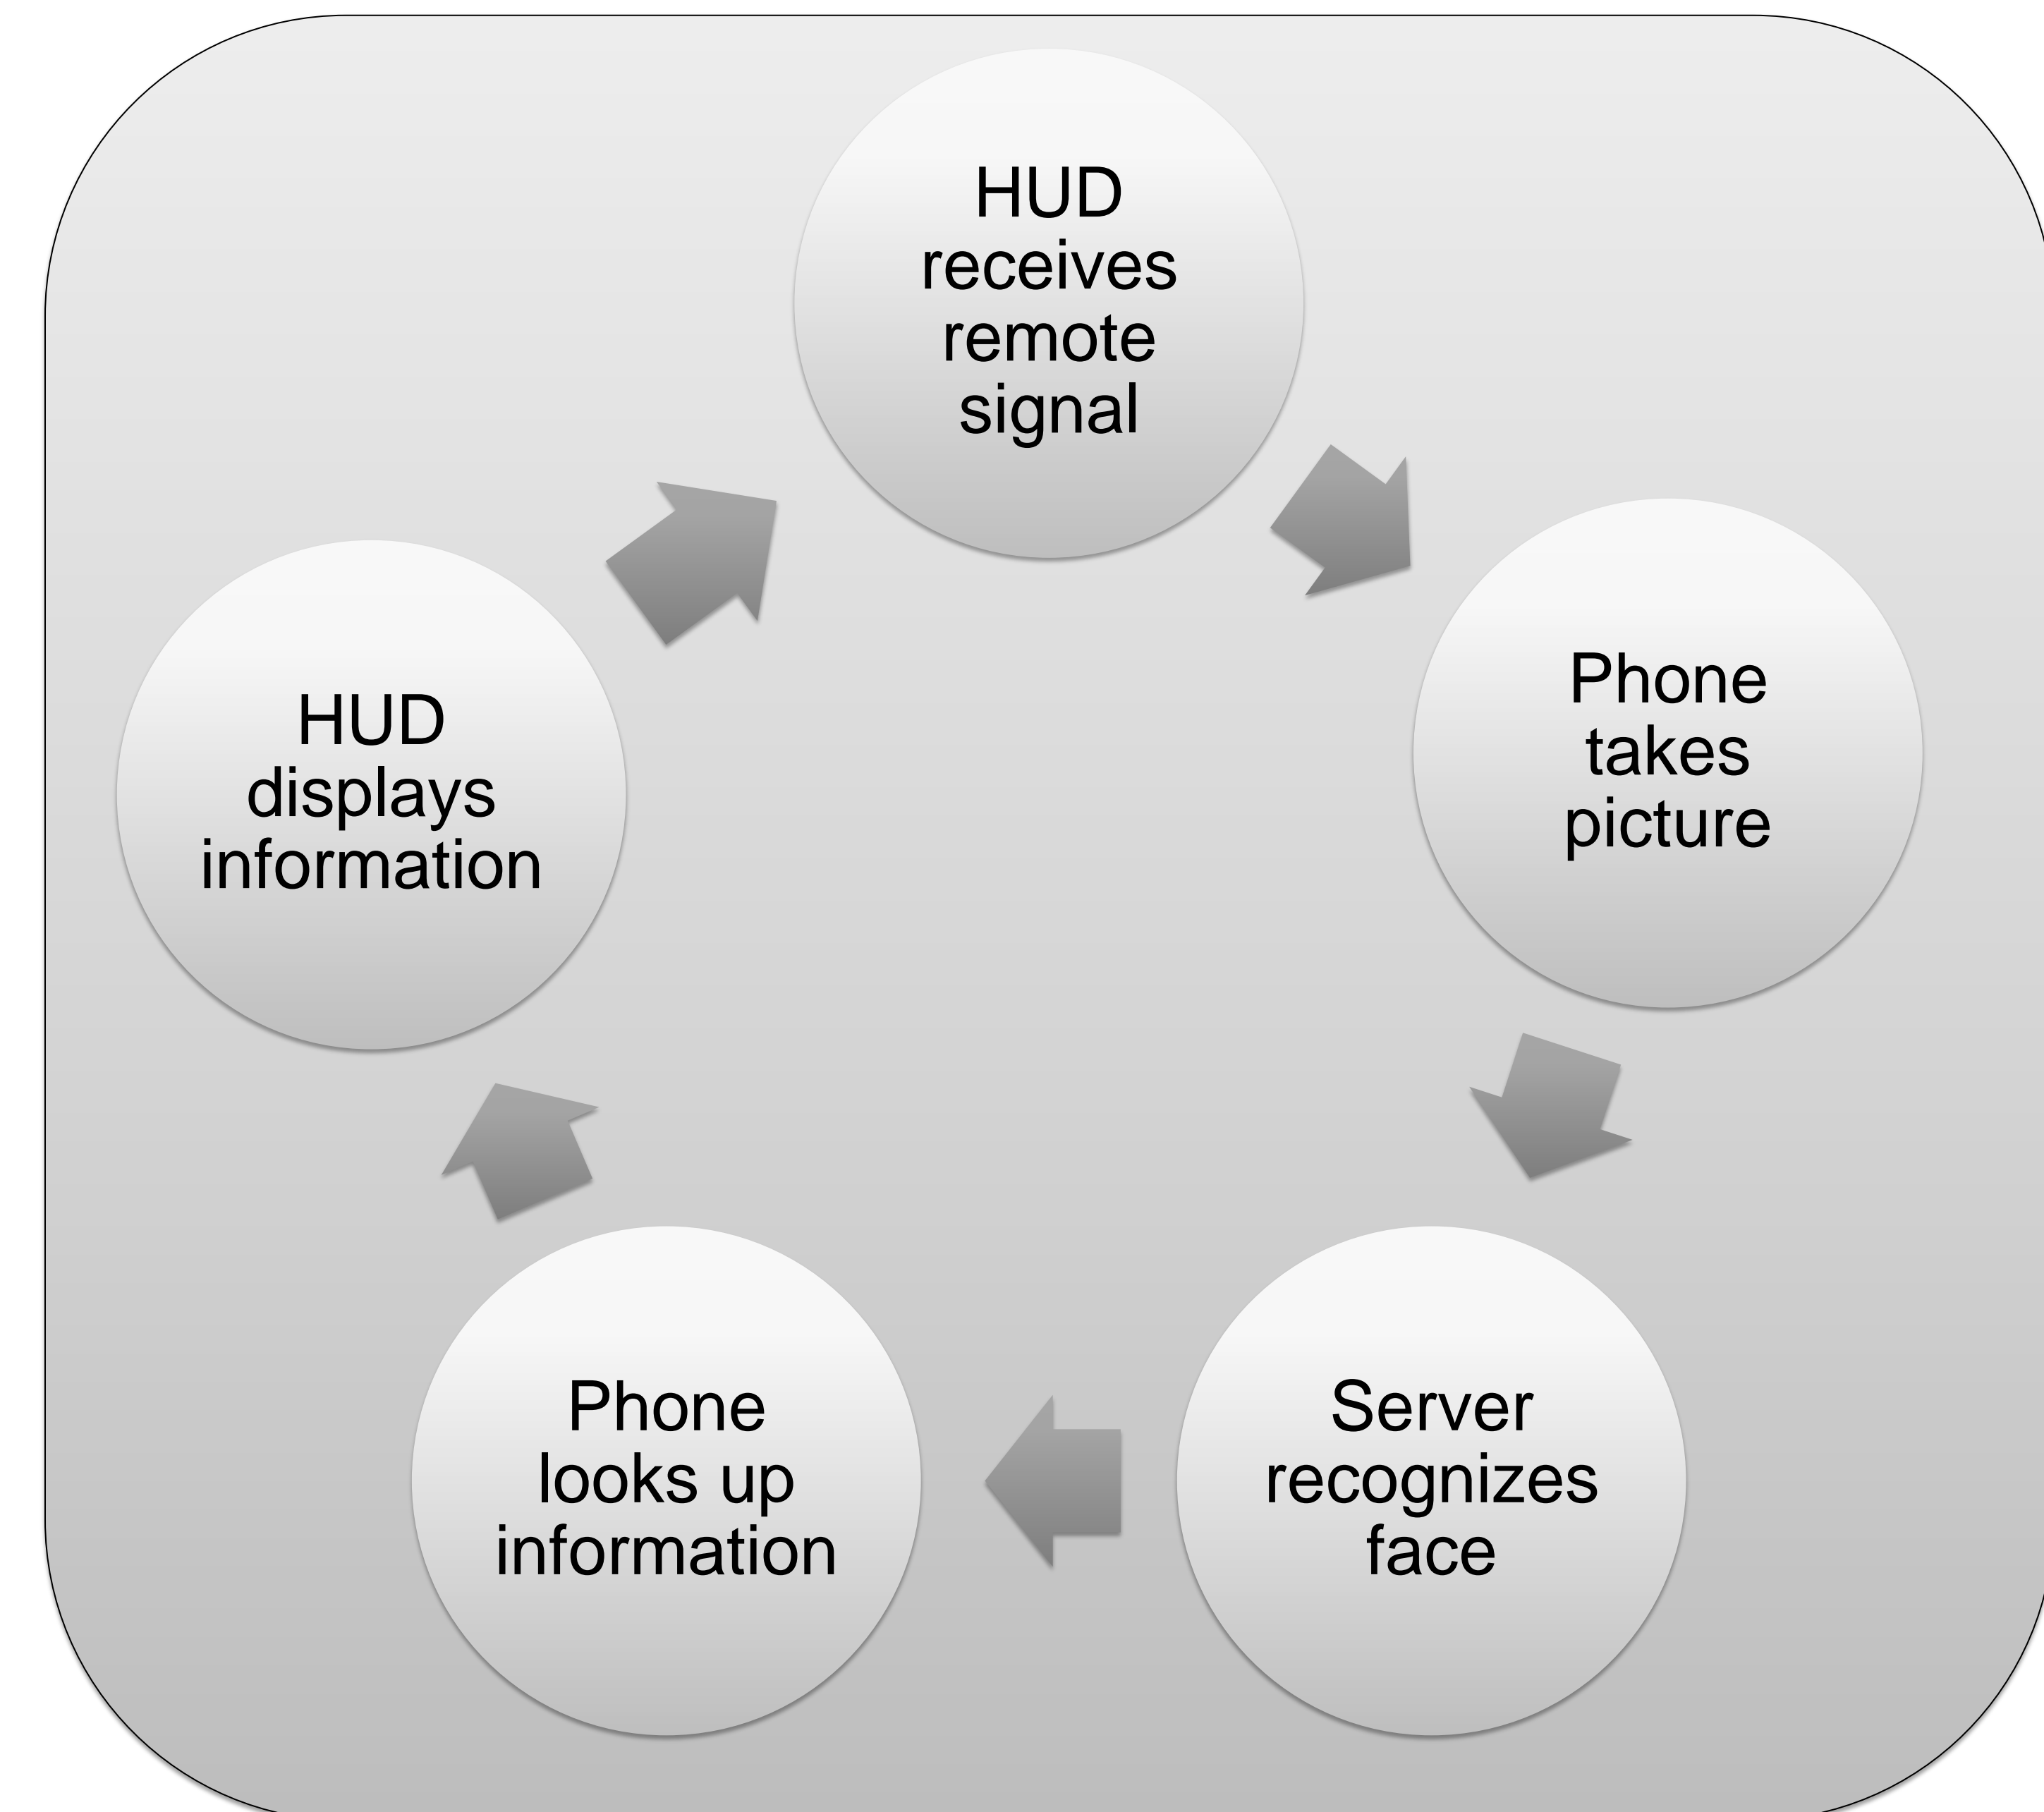 HUD
receives
remote
signal
Phone
takes
picture
Server
recognizes
face
Phone
looks up
information
HUD
displays
information